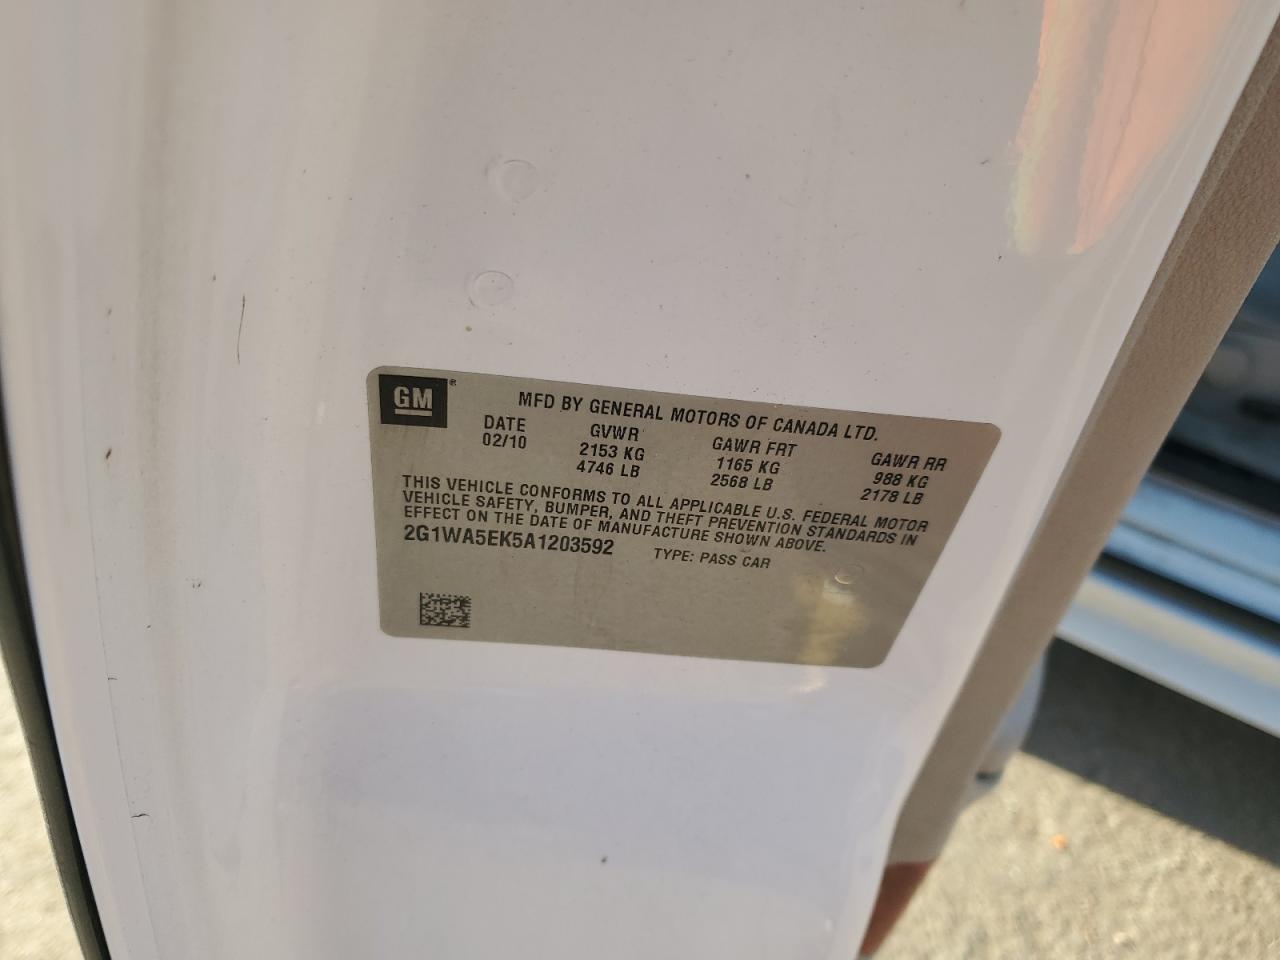 GM ®
MFD BY GENERAL MOTORS OF CANADA LTD.
DATE GVWR GAWR FRT GAWR RR
02/10 2153 KG 1165 KG 988 KG
4746 LB 2568 LB 2178 LB
THIS VEHICLE CONFORMS TO ALL APPLICABLE U.S. FEDERAL MOTOR
VEHICLE SAFETY, BUMPER, AND THEFT PREVENTION STANDARDS IN
EFFECT ON THE DATE OF MANUFACTURE SHOWN ABOVE.
2G1WA5EK5A1203592 TYPE: PASS CAR